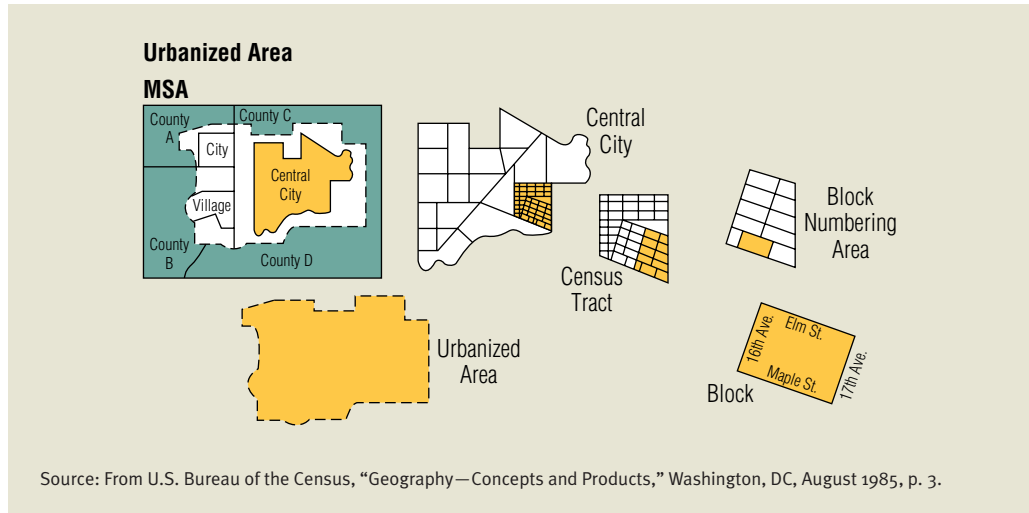 Urbanized Area
MSA
County
A
County C
City
Central
City
Village
County
B
County D
Central
City
Census
Tract
Block
Numbering
Area
Urbanized
Area
16th Ave.
Elm St.
Maple St.
17th Ave.
Block
Source: From U.S. Bureau of the Census, “Geography—Concepts and Products,” Washington, DC, August 1985, p. 3.